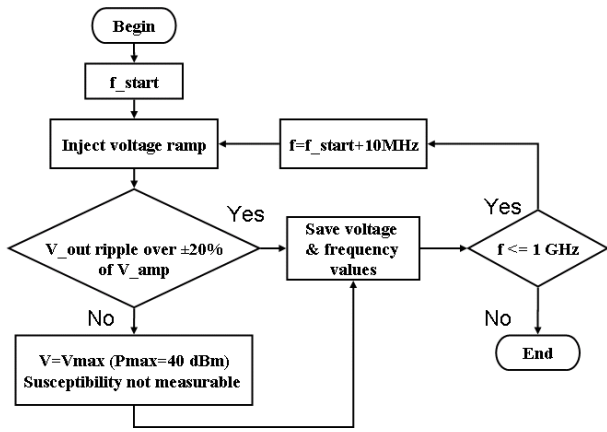 Begin
f_start
Inject voltage ramp
f=f_start+10MHz
V_out ripple over ±20%
of V_amp
Yes
Save voltage
& frequency
values
Yes
f <= 1 GHz
No
V=Vmax (Pmax=40 dBm)
Susceptibility not measurable
No
End